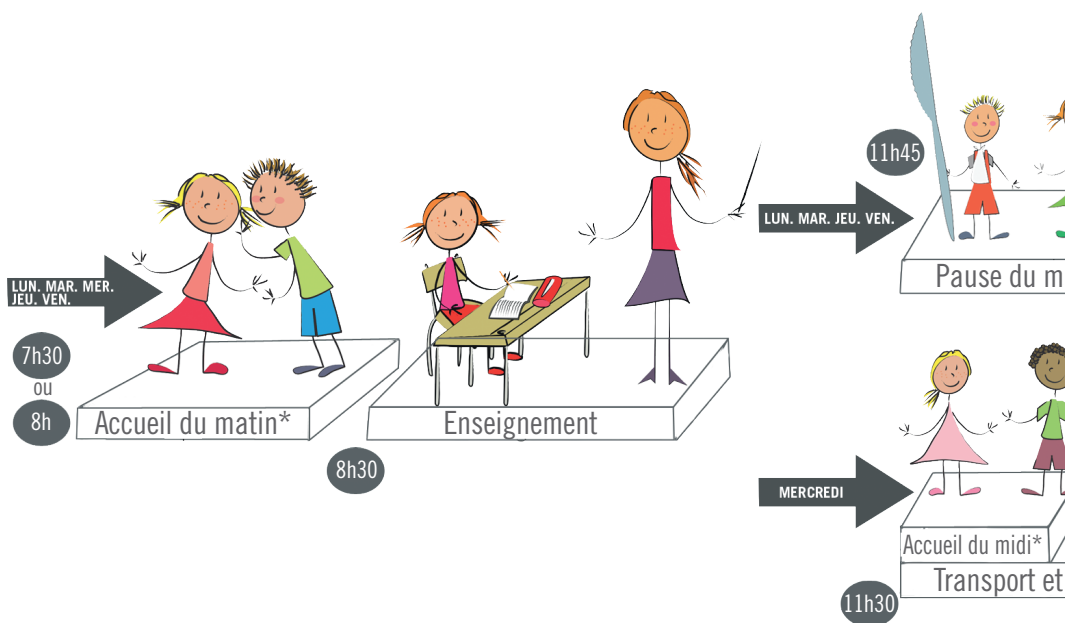 LUN. MAR. MER.
JEU. VEN.
7h30
ou
8h
Accueil du matin*
8h30
Enseignement
LUN. MAR. JEU. VEN.
11h45
Pause du m
MERCREDI
Accueil du midi*
Transport et
11h30